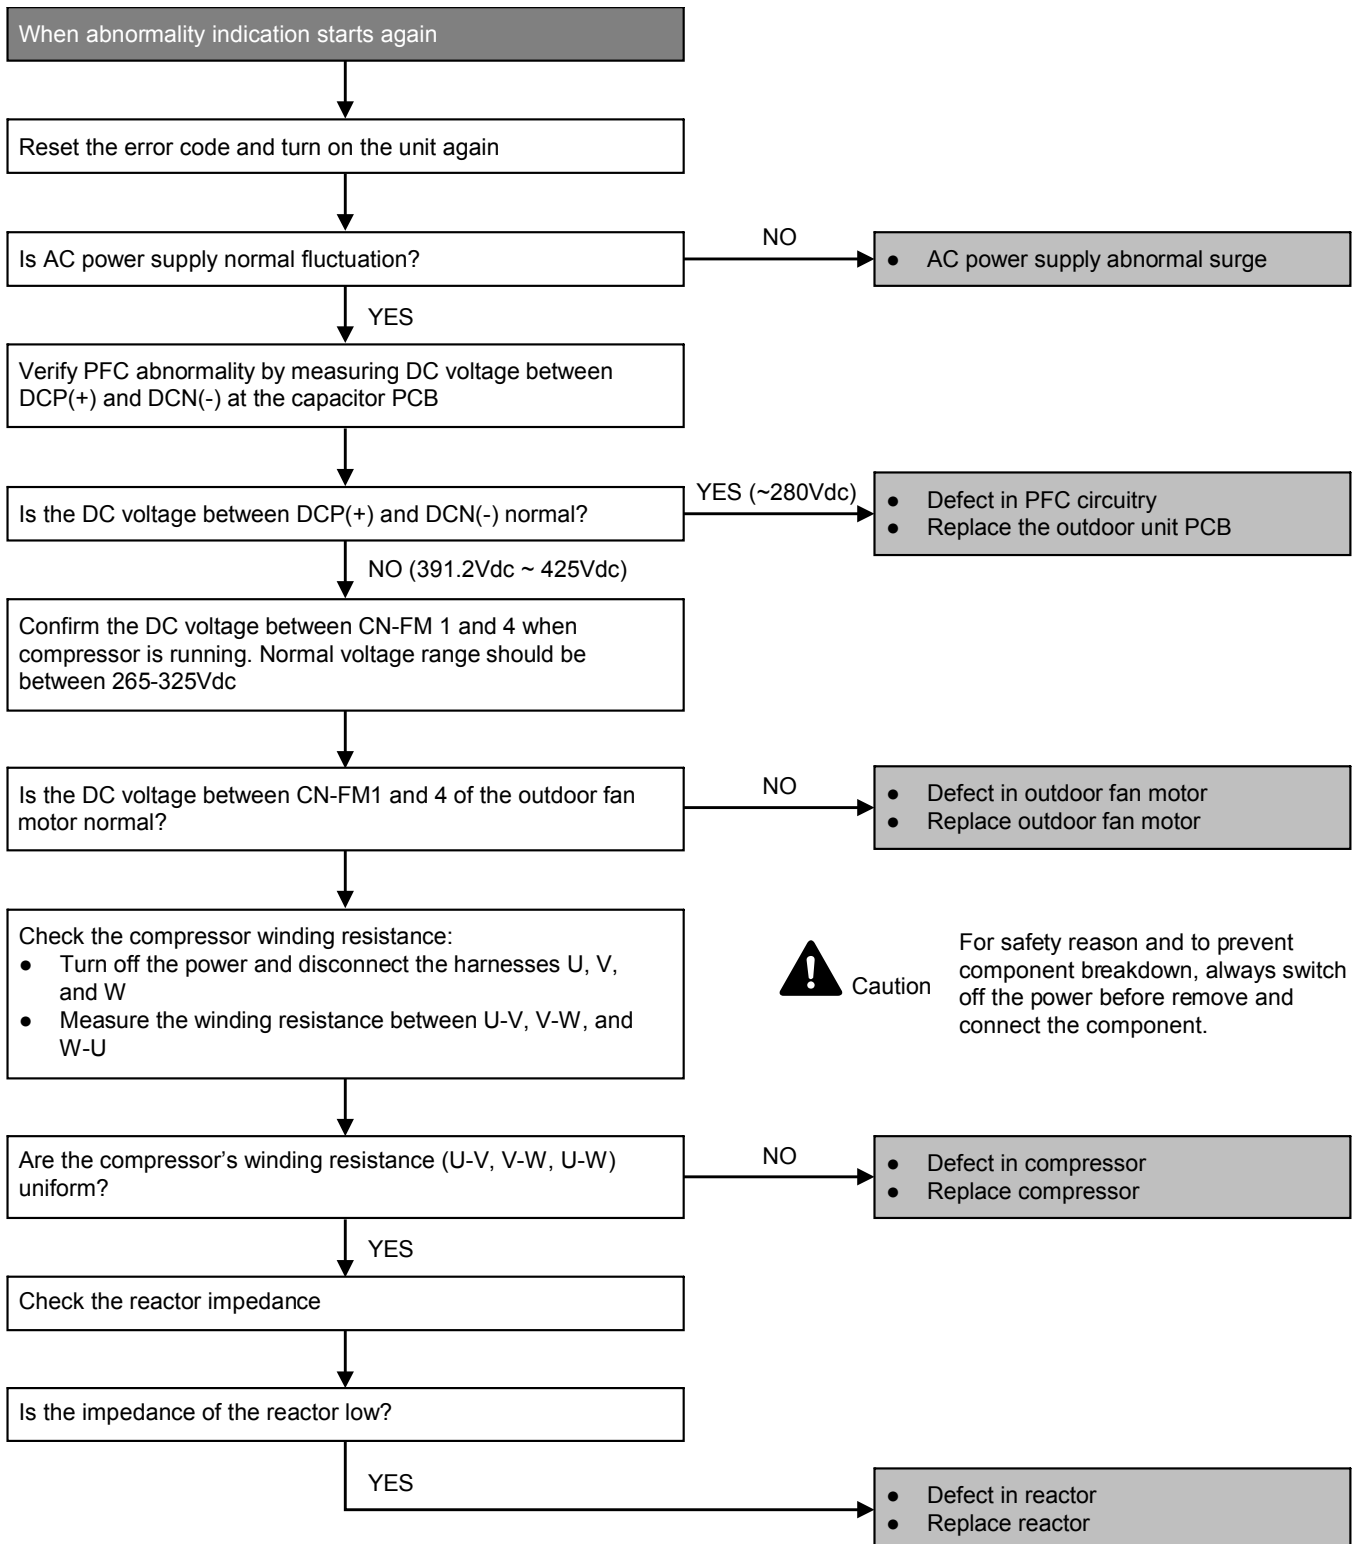 When abnormality indication starts again
Reset the error code and turn on the unit again
Is AC power supply normal fluctuation?
NO
● AC power supply abnormal surge
YES
Verify PFC abnormality by measuring DC voltage between
DCP(+) and DCN(-) at the capacitor PCB
Is the DC voltage between DCP(+) and DCN(-) normal?
YES (~280Vdc)
● Defect in PFC circuitry
● Replace the outdoor unit PCB
NO (391.2Vdc ~ 425Vdc)
Confirm the DC voltage between CN-FM 1 and 4 when
compressor is running. Normal voltage range should be
between 265-325Vdc
Is the DC voltage between CN-FM1 and 4 of the outdoor fan
motor normal?
NO
● Defect in outdoor fan motor
● Replace outdoor fan motor
Check the compressor winding resistance:
● Turn off the power and disconnect the harnesses U, V,
and W
● Measure the winding resistance between U-V, V-W, and
W-U
Caution
For safety reason and to prevent
component breakdown, always switch
off the power before remove and
connect the component.
Are the compressor's winding resistance (U-V, V-W, U-W)
uniform?
NO
● Defect in compressor
● Replace compressor
YES
Check the reactor impedance
Is the impedance of the reactor low?
YES
● Defect in reactor
● Replace reactor